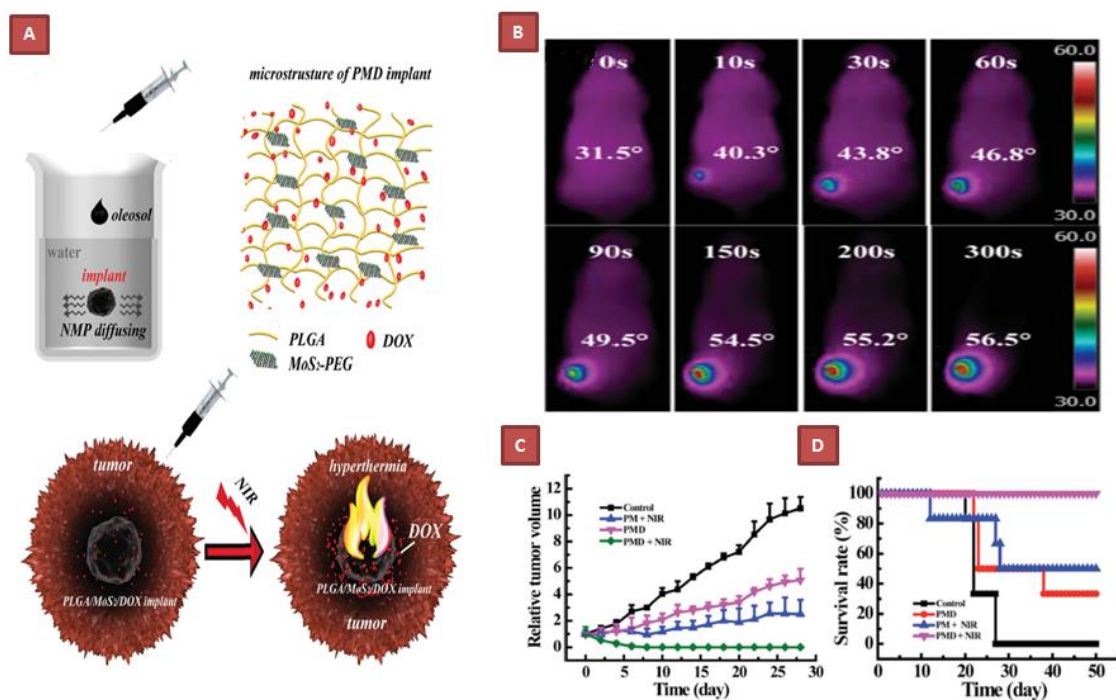 A
microstrusture of PMD implant
oleosol
water
implant
NMP diffusing
PLGA
DOX
MoS₂-PEG
tumor
NIR
hyperthermia
DOX
PLGA/MoS₂/DOX implant
PLGA/MoS₂/DOX implant
tumor
B
0s
10s
30s
60s
60.0
31.5°
40.3°
43.8°
46.8°
30.0
90s
150s
200s
300s
60.0
49.5°
54.5°
55.2°
56.5°
30.0
C
Relative tumor volume
12
10
8
6
4
2
0
Control
PM + NIR
PMD
PMD + NIR
0
5
10
15
20
25
30
Time (day)
D
Survival rate (%)
100
80
60
40
20
0
Control
PMD
PM + NIR
PMD + NIR
0
10
20
30
40
50
Time (day)